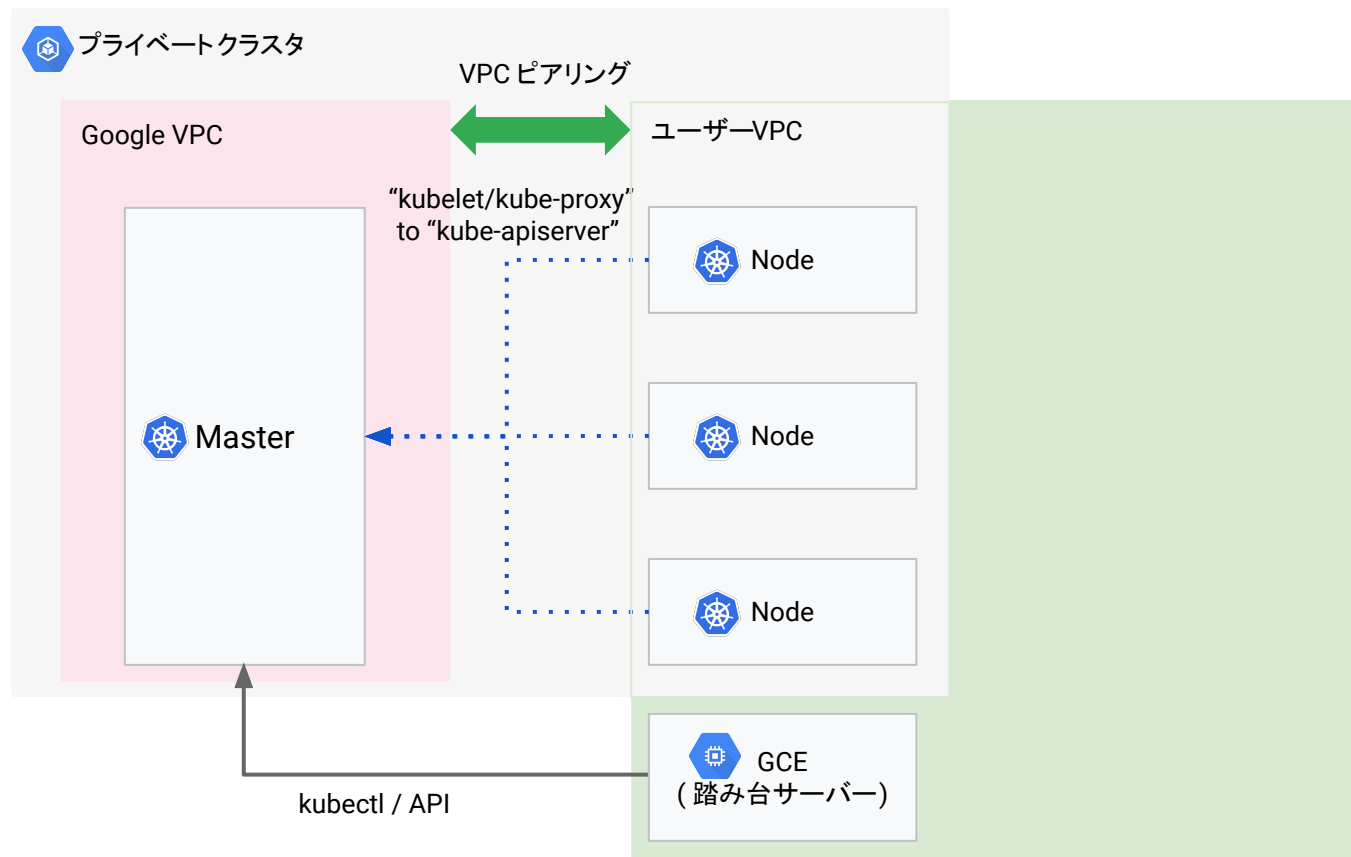 プライベートクラスタ
VPC ピアリング
Google VPC
ユーザーVPC
“kubelet/kube-proxy”
to “kube-apiserver”
Node
Master
Node
Node
GCE
( 踏み台サーバー)
kubectl / API